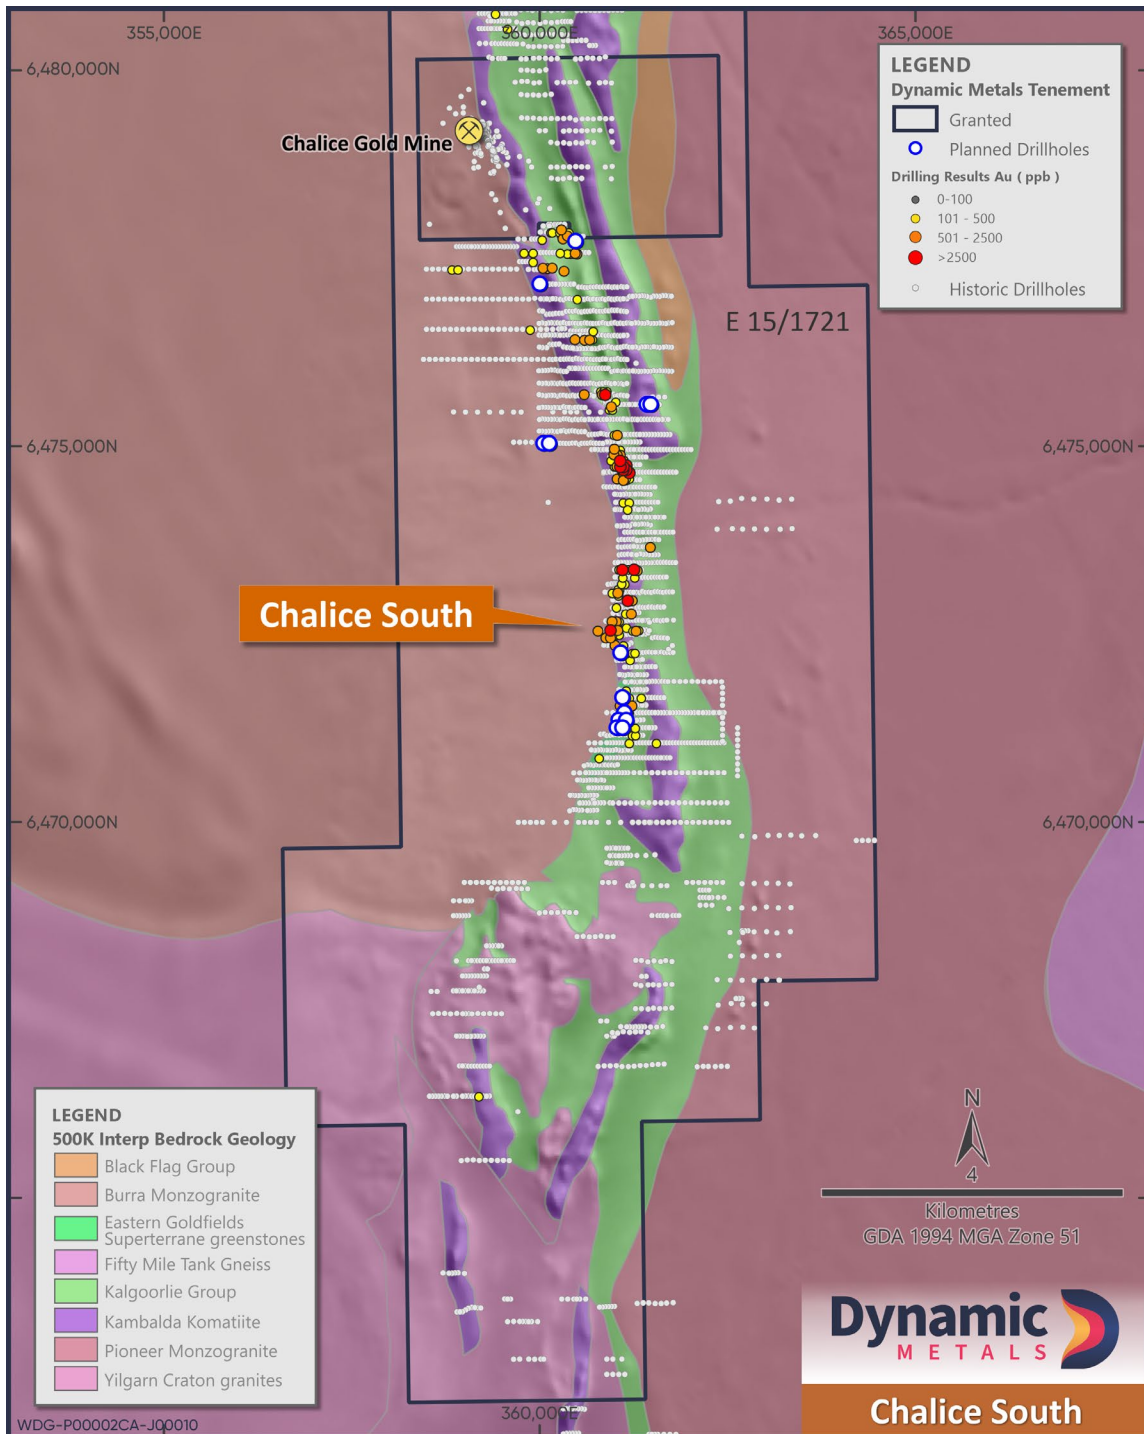 355,000E
360,000E
365,000E
6,480,000N
Chalice Gold Mine
LEGEND
Dynamic Metals Tenement
Granted
Planned Drillholes
Drilling Results Au ( ppb )
0-100
101 - 500
501 - 2500
>2500
Historic Drillholes
E 15/1721
6,475,000N
6,475,000N
Chalice South
6,470,000N
6,470,000N
LEGEND
500K Interp Bedrock Geology
Black Flag Group
Burra Monzogranite
Eastern Goldfields
Superterrane greenstones
Fifty Mile Tank Gneiss
Kalgoorlie Group
Kambalda Komatiite
Pioneer Monzogranite
Yilgarn Craton granites
N
4
Kilometres
GDA 1994 MGA Zone 51
Dynamic
METALS
Chalice South
360,000E
WDG-P00002CA-J00010